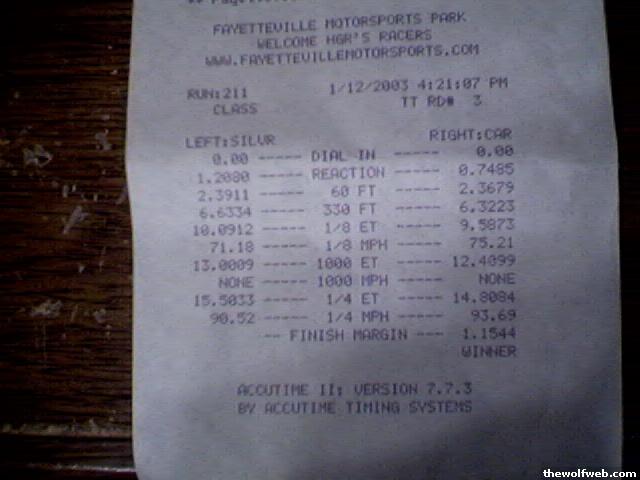 FAYETTEVILLE MOTORSPORTS PARK
WELCOME HGR'S RACERS
WWW.FAYETTEVILLEMOTORSPORTS.COM
RUN:211 1/12/2003 4:21:07 PM
CLASS TT RD# 3
LEFT:SILVR RIGHT:CAR
0.00 ----- DIAL IN ----- 0.00
1.2080 ----- REACTION ----- 0.7485
2.3911 ----- 60 FT ----- 2.3679
6.6334 ----- 330 FT ----- 6.3223
10.0912 ----- 1/8 ET ----- 9.5873
71.18 ----- 1/8 MPH ----- 75.21
13.0009 ----- 1000 ET ----- 12.4099
NONE ----- 1000 MPH ----- NONE
15.5033 ----- 1/4 ET ----- 14.8084
90.52 ----- 1/4 MPH ----- 93.69
-- FINISH MARGIN ---- 1.1544
WINNER
ACCUTIME II: VERSION 7.7.3
BY ACCUTIME TIMING SYSTEMS
thewolfweb.com